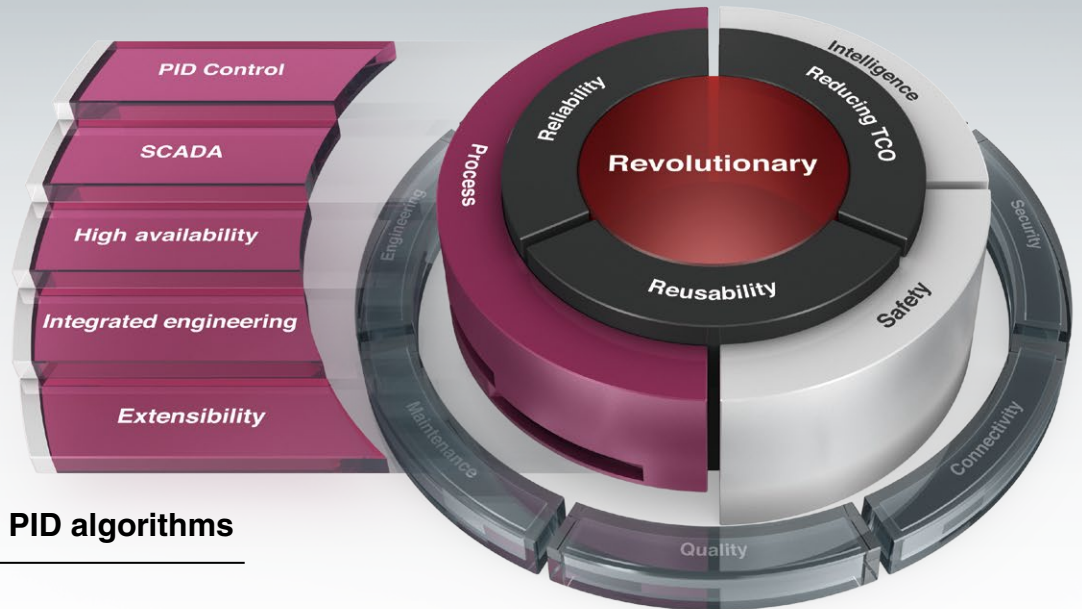 PID Control
SCADA
High availability
Integrated engineering
Extensibility
PID algorithms
Process
Intelligence
Safety
Reliability
Reducing TCO
Reusability
Revolutionary
Engineering
Security
Maintenance
Quality
Connectivity